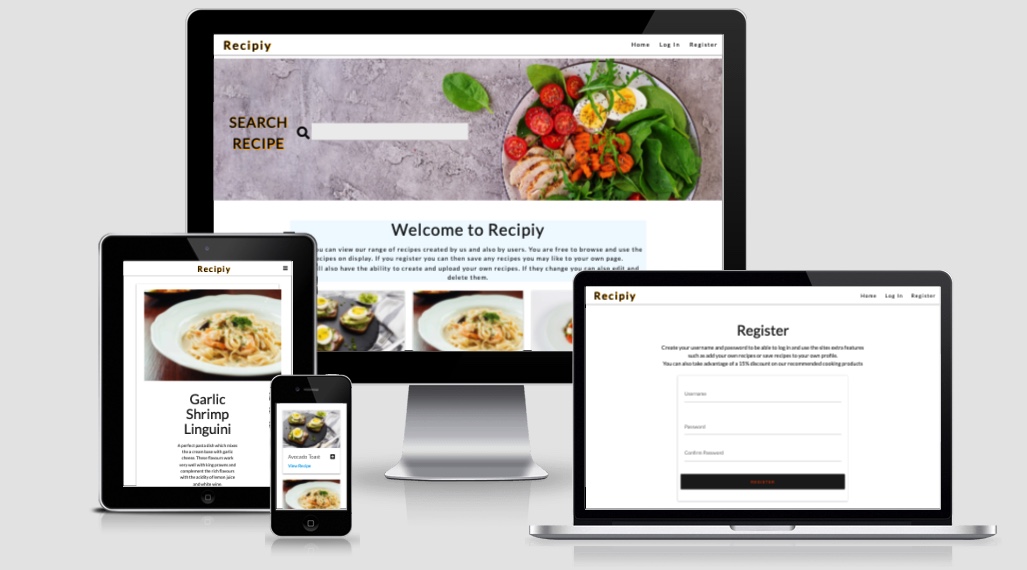 Recipiy
Home Log In Register
SEARCH
RECIPE
Welcome to Recipiy
can view our range of recipes created by us and also by users. You are free to browse and use the
on display. If you register you can then save any recipes you may like to your own page.
also have the ability to create and upload your own recipes. If they change you can also edit and
delete them.
Recipiy
Garlic
Shrimp
Linguini
A perfect pasta dish which mixes
the a cream base with garlic
cheese. These flavours work
very well with king prawns and
complement the rich flavours
with the acidity of lemon juice
and white wine.
Avocado Toast
View Recipe
Recipiy
Home Log In Register
Register
Create your username and password to be able to log in and use the sites extra features
such as add your own recipes or save recipes to your own profile.
You can also take advantage of a 15% discount on our recommended cooking products
Username
Password
Confirm Password
REGISTER